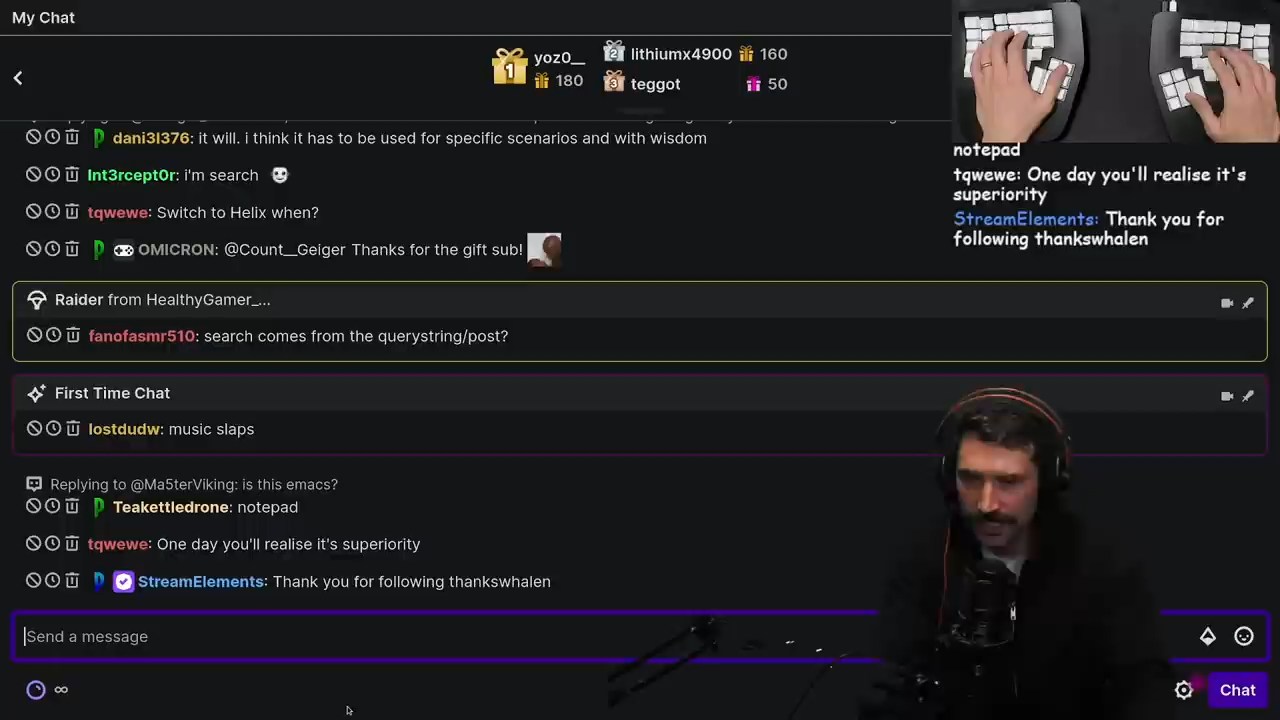 My Chat
yoz0__
180
lithiumx4900 160
teggot 50
dani3l376: it will. i think it has to be used for specific scenarios and with wisdom
Int3rcept0r: i'm search
tqwewe: Switch to Helix when?
OMICRON: @Count__Geiger Thanks for the gift sub!
Raider from HealthyGamer_...
fanofasmr510: search comes from the querystring/post?
First Time Chat
lostdudw: music slaps
Replying to @Ma5terViking: is this emacs?
Teakettledrone: notepad
tqwewe: One day you'll realise it's superiority
StreamElements: Thank you for following thankswhalen
Send a message
∞
Chat
notepad
tqwewe: One day you'll realise it's
superiority
StreamElements: Thank you for
following thankswhalen